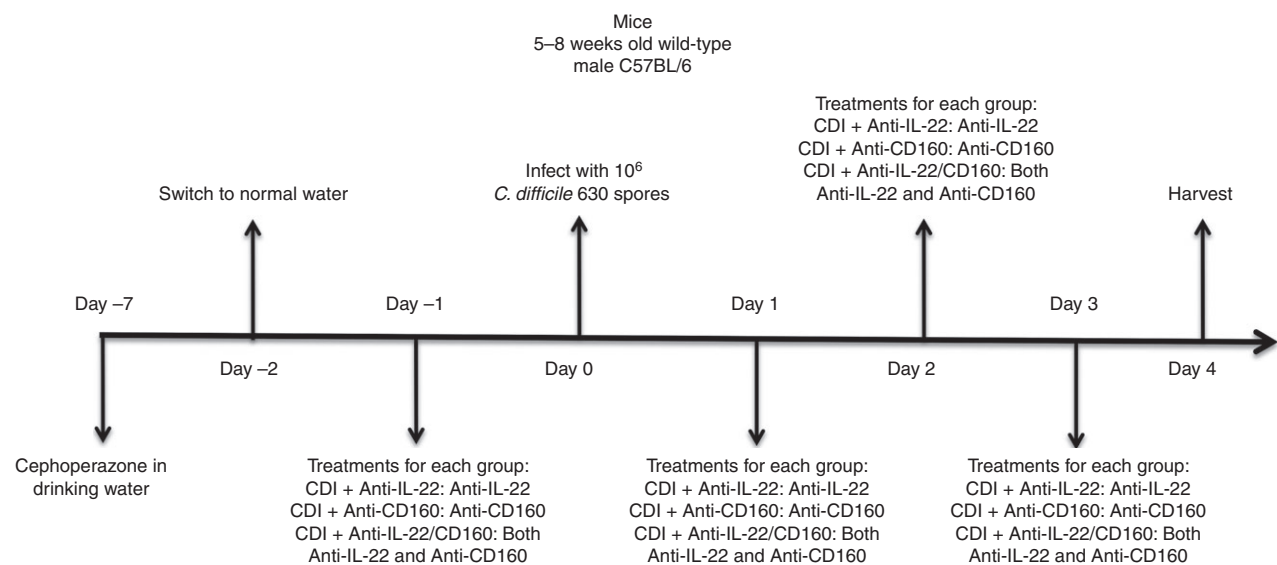 Mice
5–8 weeks old wild-type
male C57BL/6
Treatments for each group:
CDI + Anti-IL-22: Anti-IL-22
CDI + Anti-CD160: Anti-CD160
CDI + Anti-IL-22/CD160: Both
Anti-IL-22 and Anti-CD160
Infect with 10⁶
C. difficile 630 spores
Switch to normal water
Harvest
Day –7
Day –1
Day 1
Day 3
Day –2
Day 0
Day 2
Day 4
Cephoperazone in
drinking water
Treatments for each group:
CDI + Anti-IL-22: Anti-IL-22
CDI + Anti-CD160: Anti-CD160
CDI + Anti-IL-22/CD160: Both
Anti-IL-22 and Anti-CD160
Treatments for each group:
CDI + Anti-IL-22: Anti-IL-22
CDI + Anti-CD160: Anti-CD160
CDI + Anti-IL-22/CD160: Both
Anti-IL-22 and Anti-CD160
Treatments for each group:
CDI + Anti-IL-22: Anti-IL-22
CDI + Anti-CD160: Anti-CD160
CDI + Anti-IL-22/CD160: Both
Anti-IL-22 and Anti-CD160